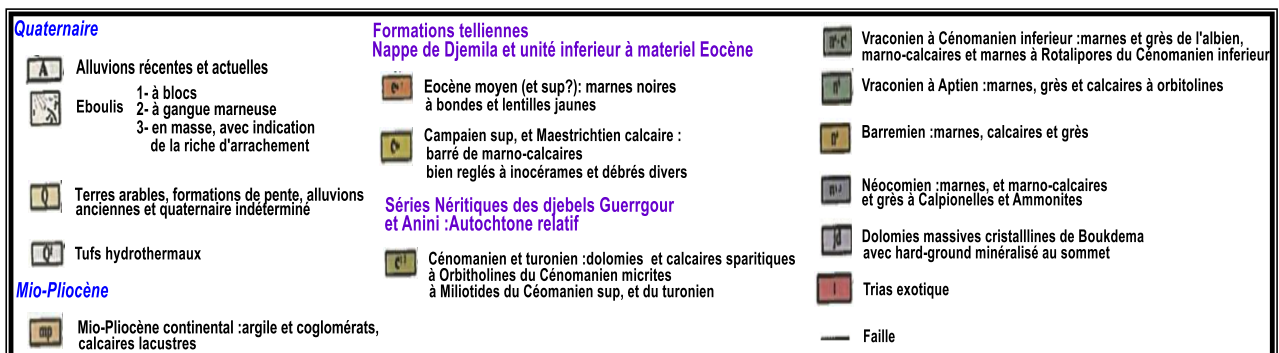 Quaternaire
A
Alluvions récentes et actuelles
Eboulis
1- à blocs
2- à gangue marneuse
3- en masse, avec indication
de la riche d'arrachement
Terres arables, formations de pente, alluvions
anciennes et quaternaire indéterminé
Tufs hydrothermaux
Mio-Pliocène
mp
Mio-Pliocène continental :argile et coglomérats,
calcaires lacustres
Formations telliennes
Nappe de Djemila et unité inferieur à materiel Eocène
Eocène moyen (et sup?): marnes noires
à bondes et lentilles jaunes
Campaien sup, et Maestrichtien calcaire :
barré de marno-calcaires
bien reglés à inocérames et débrés divers
Séries Néritiques des djebels Guerrgour
et Anini :Autochtone relatif
Cénomanien et turonien :dolomies et calcaires sparitiques
à Orbitholines du Cénomanien micrites
à Miliotides du Céomanien sup, et du turonien
Vraconien à Cénomanien inferieur :marnes et grès de l'albien,
marno-calcaires et marnes à Rotalipores du Cénomanien inferieur
Vraconien à Aptien :marnes, grès et calcaires à orbitolines
Barremien :marnes, calcaires et grès
Néocomien :marnes, et marno-calcaires
et grès à Calpionelles et Ammonites
Dolomies massives cristalllines de Boukdema
avec hard-ground minéralisé au sommet
Trias exotique
Faille